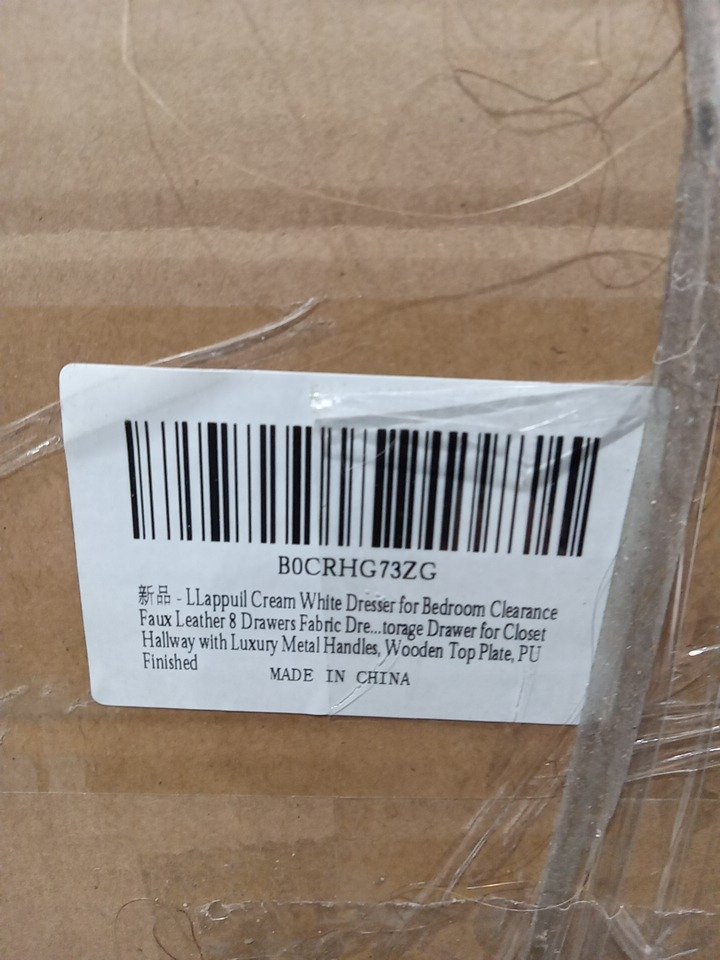 B0CRHG73ZG
新品 - LLappuil Cream White Dresser for Bedroom Clearance
Faux Leather 8 Drawers Fabric Dre...torage Drawer for Closet
Hallway with Luxury Metal Handles, Wooden Top Plate, PU
Finished
MADE IN CHINA